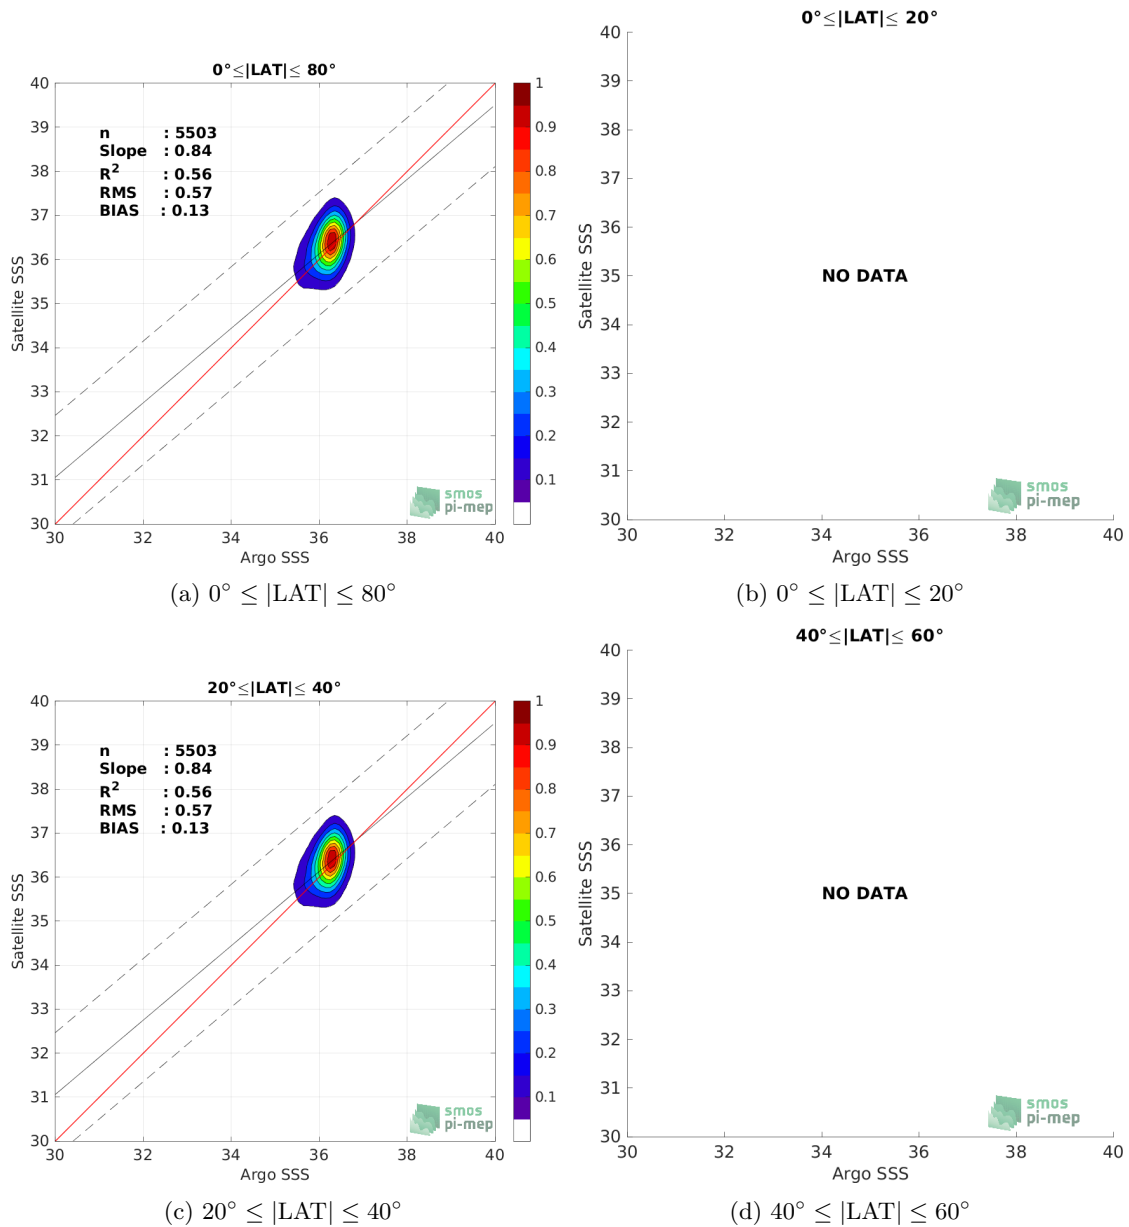 0°≤|LAT|≤ 80°
40
39
38
37
36
35
34
33
32
31
30
Satellite SSS
n : 5503
Slope : 0.84
R² : 0.56
RMS : 0.57
BIAS : 0.13
1
0.9
0.8
0.7
0.6
0.5
0.4
0.3
0.2
0.1
smos
pi-mep
30 32 34 36 38 40
Argo SSS
(a) 0° ≤ |LAT| ≤ 80°
0°≤|LAT|≤ 20°
40
39
38
37
36
35
34
33
32
31
30
Satellite SSS
NO DATA
smos
pi-mep
30 32 34 36 38 40
Argo SSS
(b) 0° ≤ |LAT| ≤ 20°
20°≤|LAT|≤ 40°
40
39
38
37
36
35
34
33
32
31
30
Satellite SSS
n : 5503
Slope : 0.84
R² : 0.56
RMS : 0.57
BIAS : 0.13
1
0.9
0.8
0.7
0.6
0.5
0.4
0.3
0.2
0.1
smos
pi-mep
30 32 34 36 38 40
Argo SSS
(c) 20° ≤ |LAT| ≤ 40°
40°≤|LAT|≤ 60°
40
39
38
37
36
35
34
33
32
31
30
Satellite SSS
NO DATA
smos
pi-mep
30 32 34 36 38 40
Argo SSS
(d) 40° ≤ |LAT| ≤ 60°